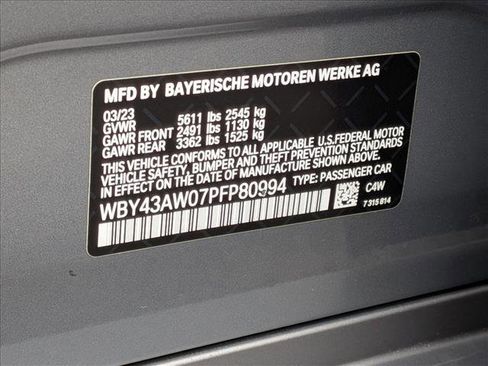 MFD BY BAYERISCHE MOTOREN WERKE AG
03/23
GVWR 5611 lbs 2545 kg
GAWR FRONT 2491 lbs 1130 kg
GAWR REAR 3362 lbs 1525 kg
THIS VEHICLE CONFORMS TO ALL APPLICABLE U.S.FEDERAL MOTOR
VEHICLE SAFETY, BUMPER AND THEFT PREVENTION STANDARDS
IN EFFECT ON THE DATE OF MANUFACTURE SHOWN ABOVE.
WBY43AW07PFP80994 TYPE: PASSENGER CAR
C4W
7 315 814